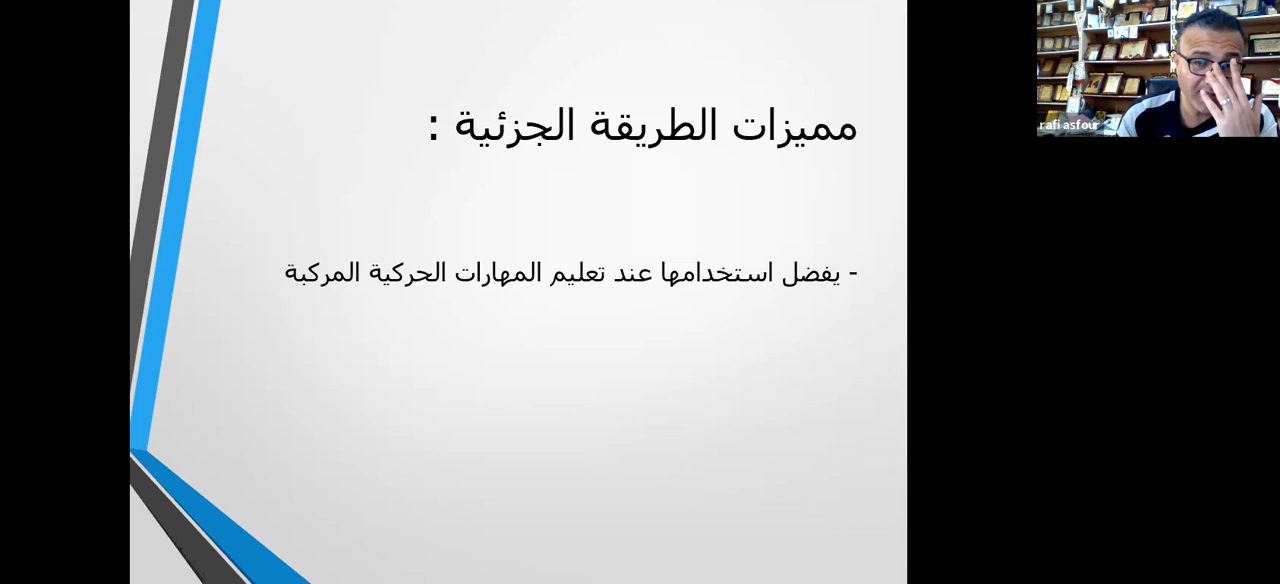 مميزات الطريقة الجزئية :
- يفضل استخدامها عند تعليم المهارات الحركية المركبة
rafi asfour